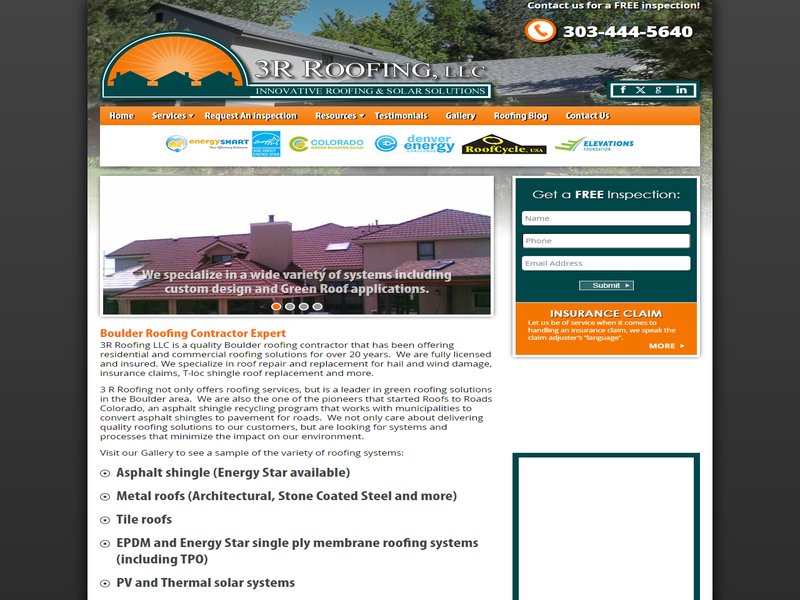 Contact us for a FREE inspection!
303-444-5640
3R ROOFING, LLC
INNOVATIVE ROOFING & SOLAR SOLUTIONS
f X g in
Home Services Request An Inspection Resources Testimonials Gallery Roofing Blog Contact Us
energySMART
ENERGY STAR
COLORADO
GREEN BUILDING GUILD
denver
energy
CHALLENGE
RoofCycle, USA
ELEVATIONS
FOUNDATION
We specialize in a wide variety of systems including
custom design and Green Roof applications.
Get a FREE Inspection:
Name
Phone
Email Address
Submit
INSURANCE CLAIM
Let us be of service when it comes to
handling an insurance claim, we speak the
claim adjuster's "language".
MORE
Boulder Roofing Contractor Expert
3R Roofing LLC is a quality Boulder roofing contractor that has been offering
residential and commercial roofing solutions for over 20 years. We are fully licensed
and insured. We specialize in roof repair and replacement for hail and wind damage,
insurance claims, T-loc shingle roof replacement and more.
3 R Roofing not only offers roofing services, but is a leader in green roofing solutions
in the Boulder area. We are also the one of the pioneers that started Roofs to Roads
Colorado, an asphalt shingle recycling program that works with municipalities to
convert asphalt shingles to pavement for roads. We not only care about delivering
quality roofing solutions to our customers, but are looking for systems and
processes that minimize the impact on our environment.
Visit our Gallery to see a sample of the variety of roofing systems:
Asphalt shingle (Energy Star available)
Metal roofs (Architectural, Stone Coated Steel and more)
Tile roofs
EPDM and Energy Star single ply membrane roofing systems
(including TPO)
PV and Thermal solar systems